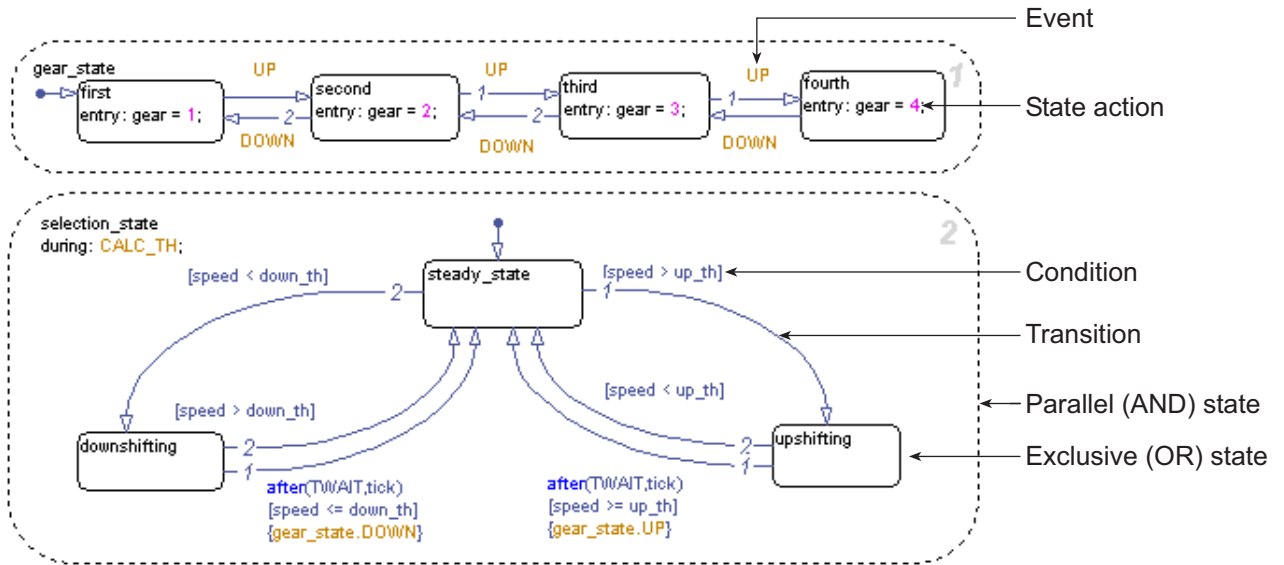 Event
gear_state
1
UP
UP
UP
first
entry: gear = 1;
second
entry: gear = 2;
third
entry: gear = 3;
fourth
entry: gear = 4;
State action
1
1
2
2
DOWN
DOWN
DOWN
selection_state
during: CALC_TH;
2
[speed < down_th]
steady_state
[speed > up_th]
Condition
2
1
Transition
[speed > down_th]
[speed < up_th]
Parallel (AND) state
downshifting
2
1
2
1
upshifting
Exclusive (OR) state
after(TWAIT,tick)
[speed <= down_th]
{gear_state.DOWN}
after(TWAIT,tick)
[speed >= up_th]
{gear_state.UP}